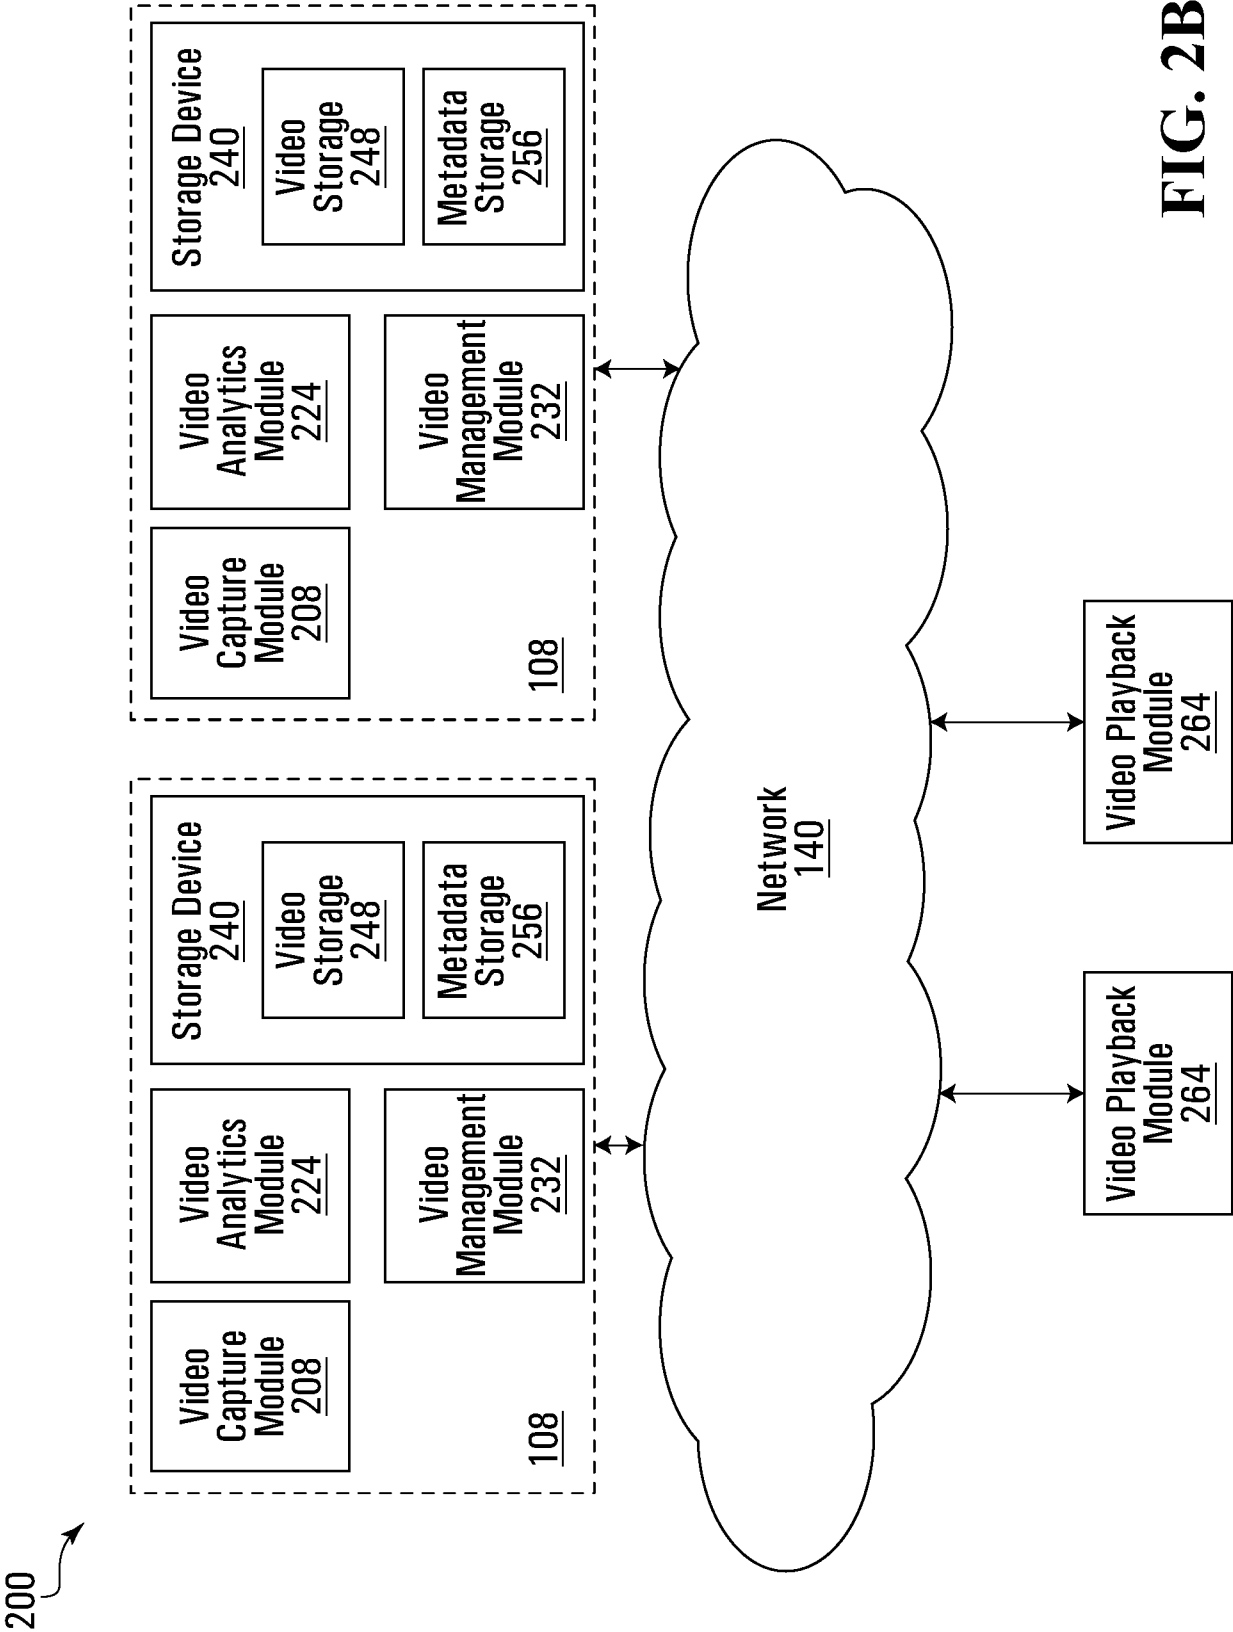 200
Video
Capture
Module
208
108
Video
Analytics
Module
224
Video
Management
Module
232
Storage Device
240
Video
Storage
248
Metadata
Storage
256
Video
Capture
Module
208
108
Video
Analytics
Module
224
Video
Management
Module
232
Storage Device
240
Video
Storage
248
Metadata
Storage
256
Network
140
Video Playback
Module
264
Video Playback
Module
264
FIG. 2B